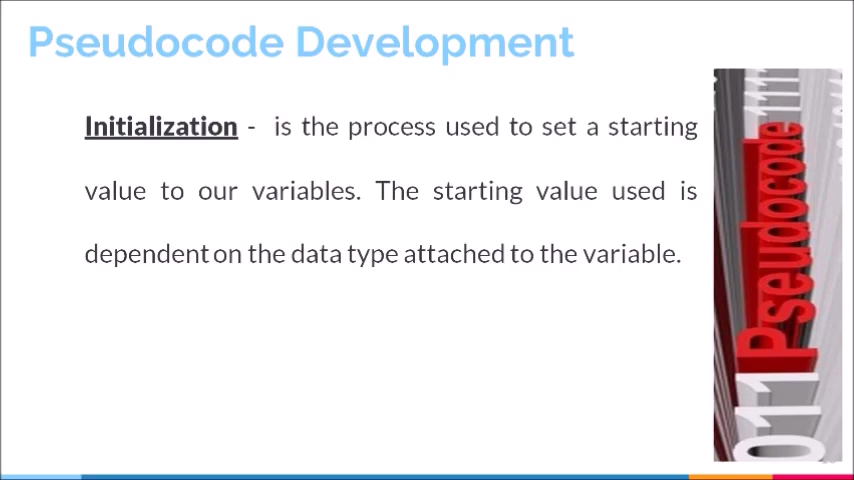 Pseudocode Development
Initialization - is the process used to set a starting
value to our variables. The starting value used is
dependent on the data type attached to the variable.
Pseudocode
011